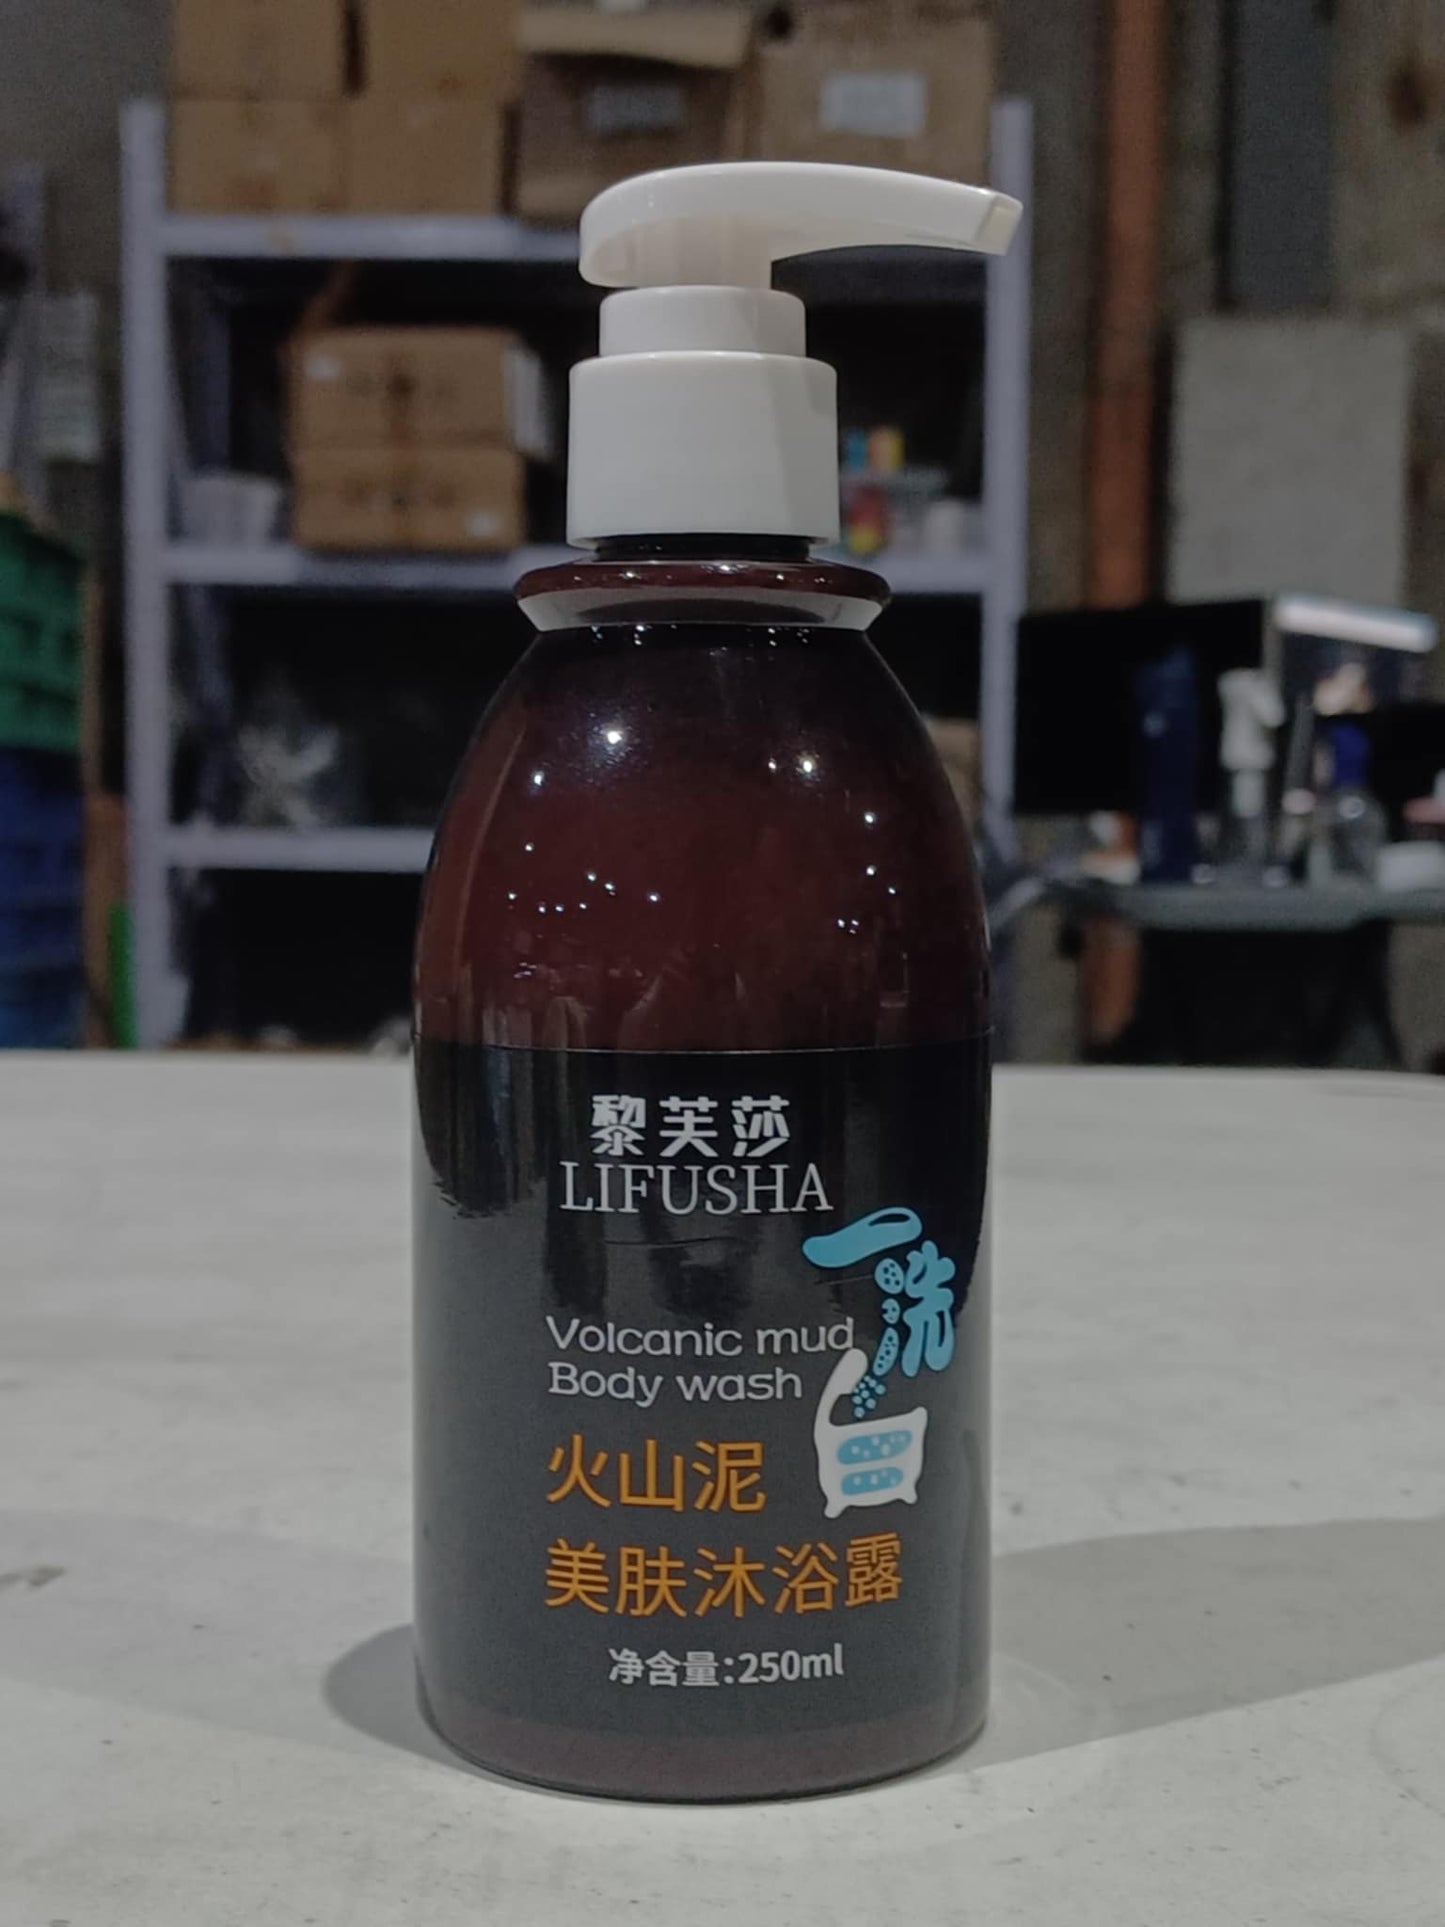 黎芙莎
LIFUSHA
一洗白
Volcanic mud
Body wash
火山泥
美肤沐浴露
净含量:250ml